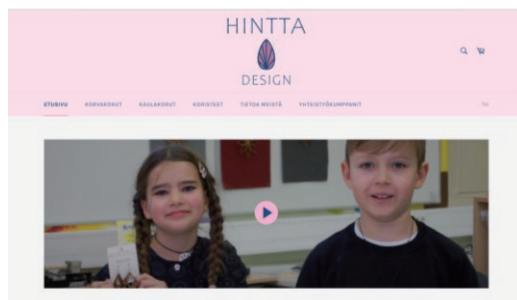 HINTTA
DESIGN
ETUSIVU KORVAKORUT KAULAKORUT KORISTEET TIETOA MEISTÄ YHTEISTYÖKUMPPANIT